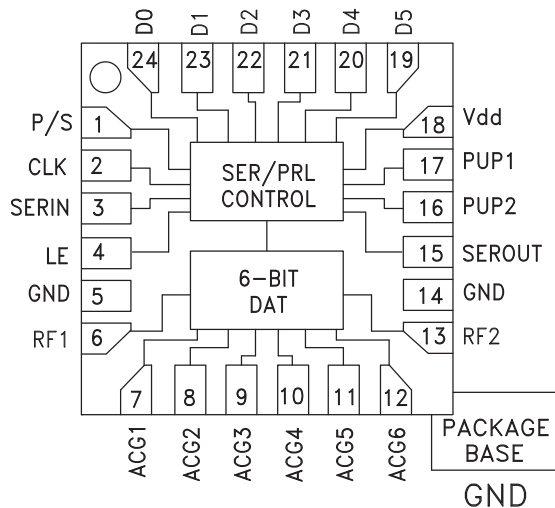 D0 D1 D2 D3 D4 D5
24 23 22 21 20 19
P/S 1
CLK 2
SERIN 3
LE 4
GND 5
RF1 6
SER/PRL
CONTROL
6-BIT
DAT
18 Vdd
17 PUP1
16 PUP2
15 SEROUT
14 GND
13 RF2
7 8 9 10 11 12
ACG1 ACG2 ACG3 ACG4 ACG5 ACG6
PACKAGE
BASE
GND